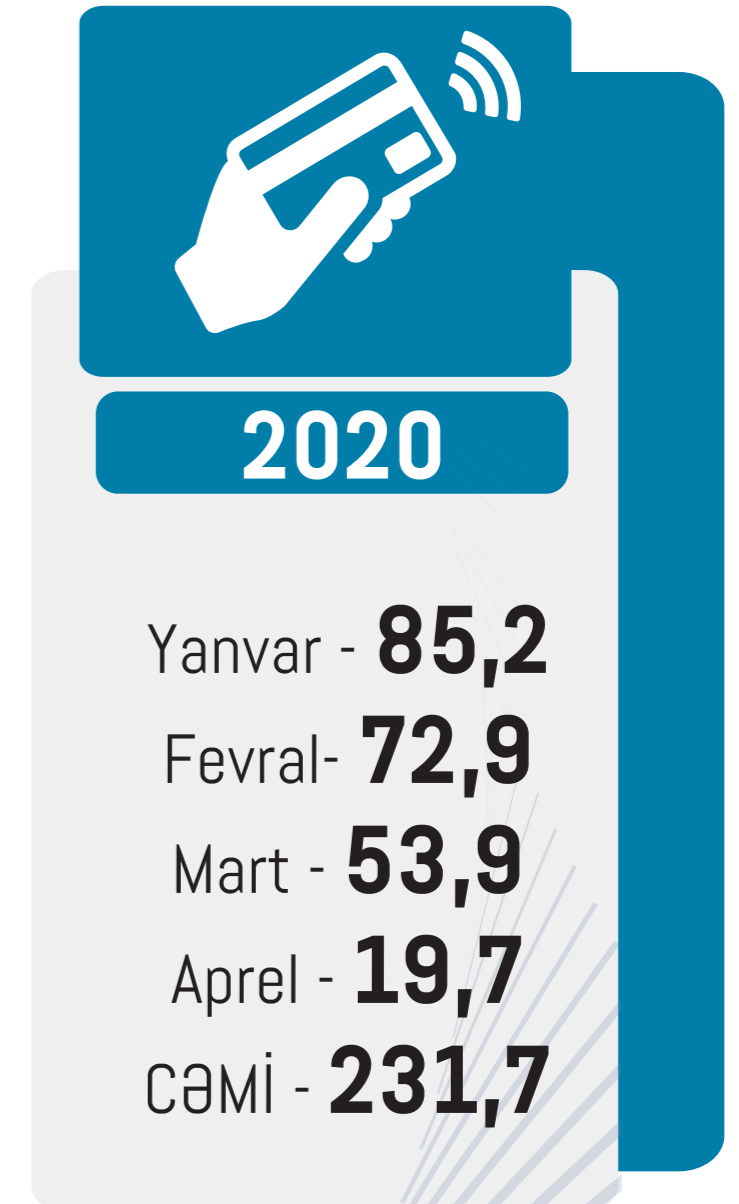 2020
Yanvar - 85,2
Fevral- 72,9
Mart - 53,9
Aprel - 19,7
CƏMİ - 231,7